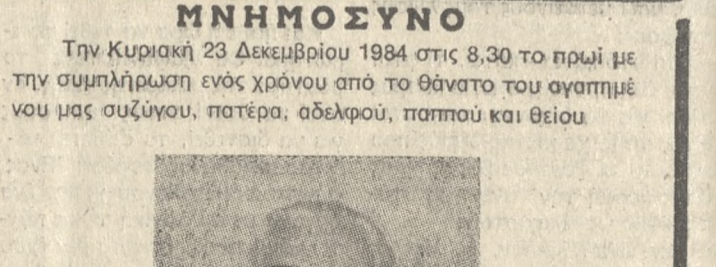 ΜΝΗΜΟΣΥΝΟ
Την Κυριακή 23 Δεκεμβρίου 1984 στις 8,30 το πρωί με
την συμπλήρωση ενός χρόνου από το θάνατο του αγαπημέ
νου μας συζύγου, πατέρα, αδελφού, παππού και θείου